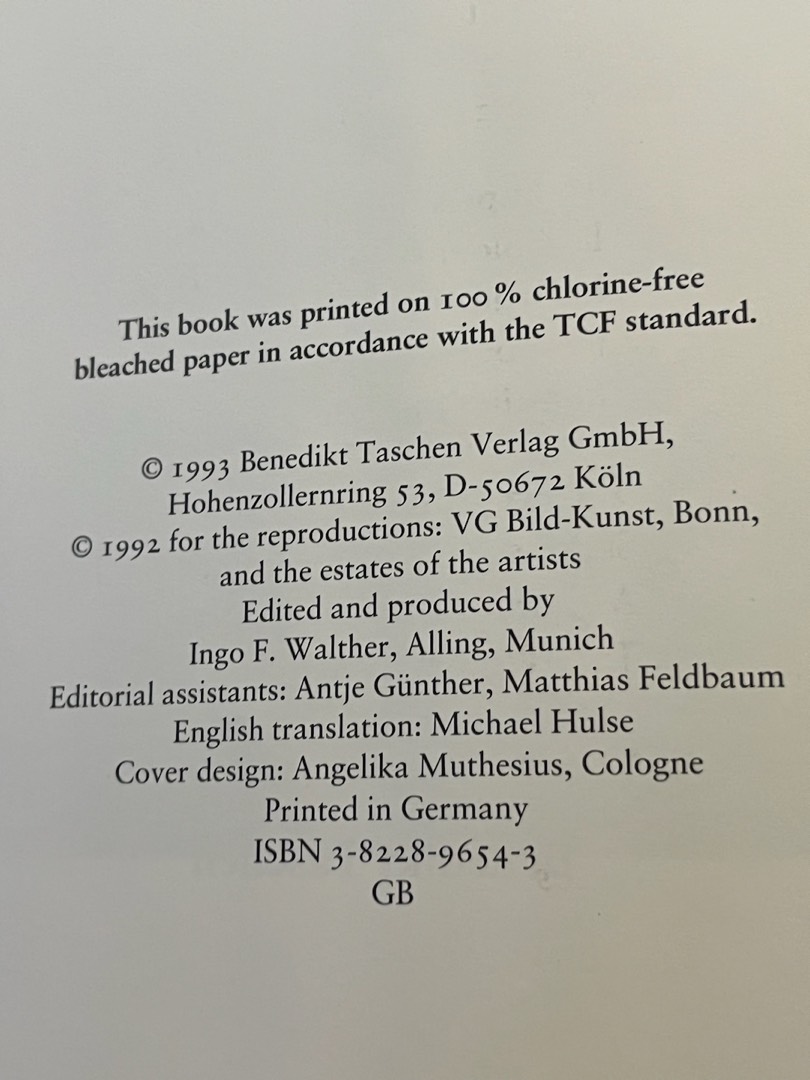 This book was printed on 100 % chlorine-free
bleached paper in accordance with the TCF standard.
© 1993 Benedikt Taschen Verlag GmbH,
Hohenzollernring 53, D-50672 Köln
© 1992 for the reproductions: VG Bild-Kunst, Bonn,
and the estates of the artists
Edited and produced by
Ingo F. Walther, Alling, Munich
Editorial assistants: Antje Günther, Matthias Feldbaum
English translation: Michael Hulse
Cover design: Angelika Muthesius, Cologne
Printed in Germany
ISBN 3-8228-9654-3
GB